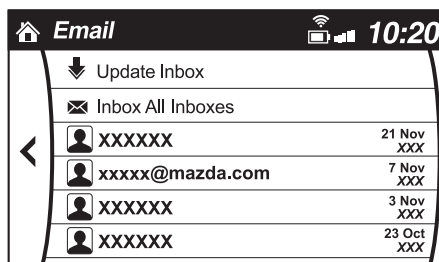 Email 10:20
Update Inbox
Inbox All Inboxes
XXXXXX 21 Nov
XXX
xxxxx@mazda.com 7 Nov
XXX
XXXXXX 3 Nov
XXX
XXXXXX 23 Oct
XXX